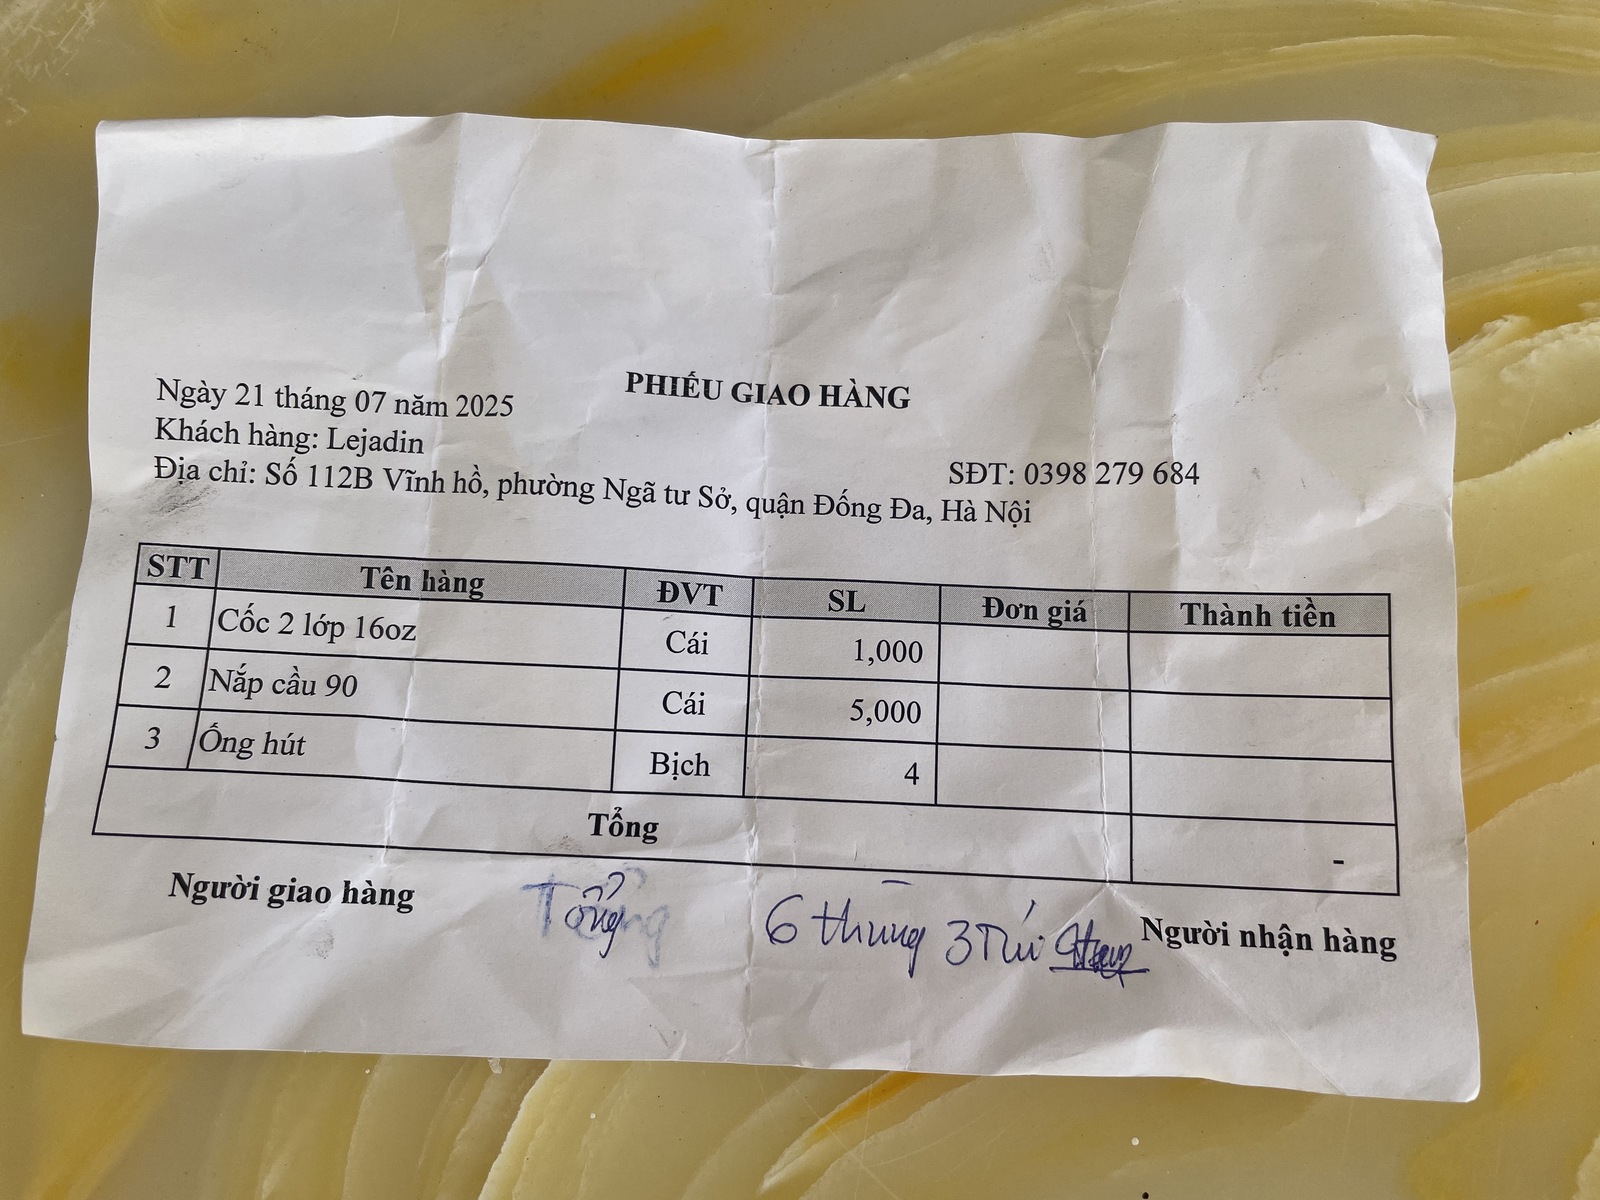 PHIẾU GIAO HÀNG
Ngày 21 tháng 07 năm 2025
Khách hàng: Lejadin
SĐT: 0398 279 684
Địa chỉ: Số 112B Vĩnh hồ, phường Ngã tư Sở, quận Đống Đa, Hà Nội
STT Tên hàng ĐVT SL Đơn giá Thành tiền
1 Cốc 2 lớp 16oz Cái 1,000
2 Nắp cầu 90 Cái 5,000
3 Ống hút Bịch 4
Tổng -
Người giao hàng Người nhận hàng
Tổng 6 thùng 3